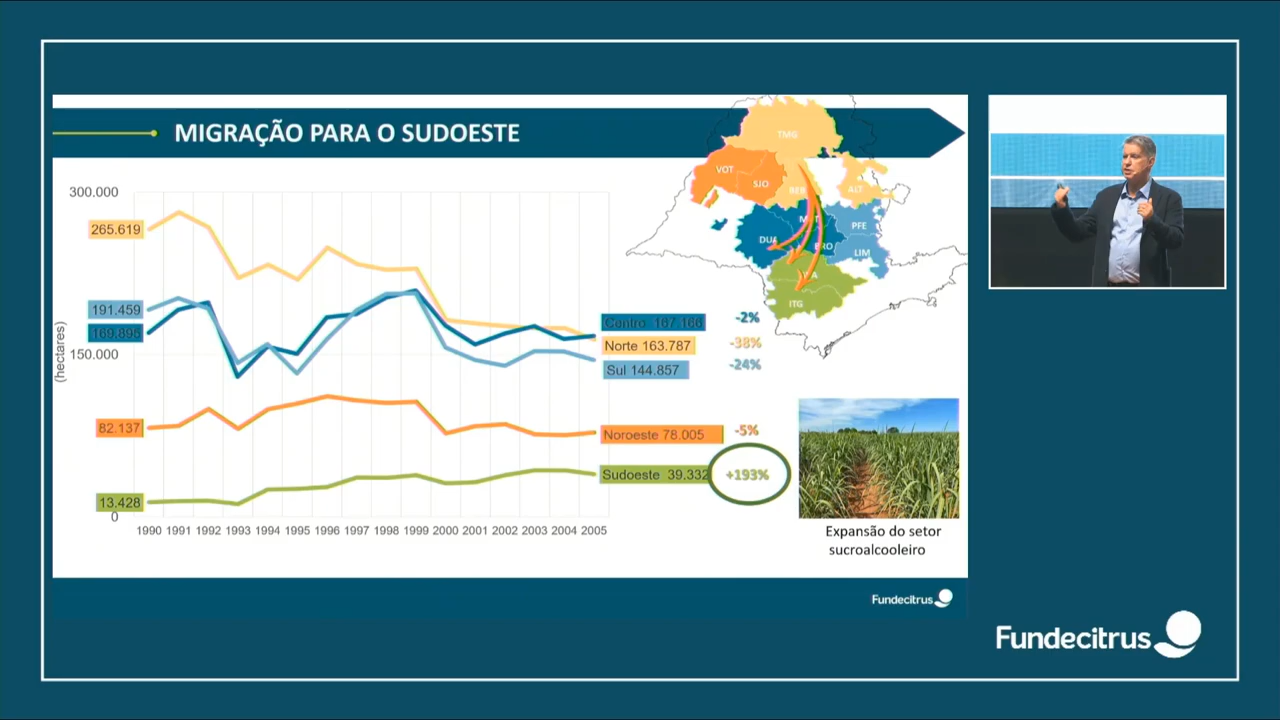 MIGRAÇÃO PARA O SUDOESTE
300.000
265.619
191.459
169.895
150.000
(hectares)
82.137
13.428
0
1990 1991 1992 1993 1994 1995 1996 1997 1998 1999 2000 2001 2002 2003 2004 2005
Centro 167.166
-2%
Norte 163.787
-38%
Sul 144.857
-24%
Noroeste 78.005
-5%
Sudoeste 39.332
+193%
TMG
VOT
SJO
BEB
ALT
PFE
DUA
BRO
LIM
ITG
Expansão do setor
sucroalcooleiro
Fundecitrus
Fundecitrus